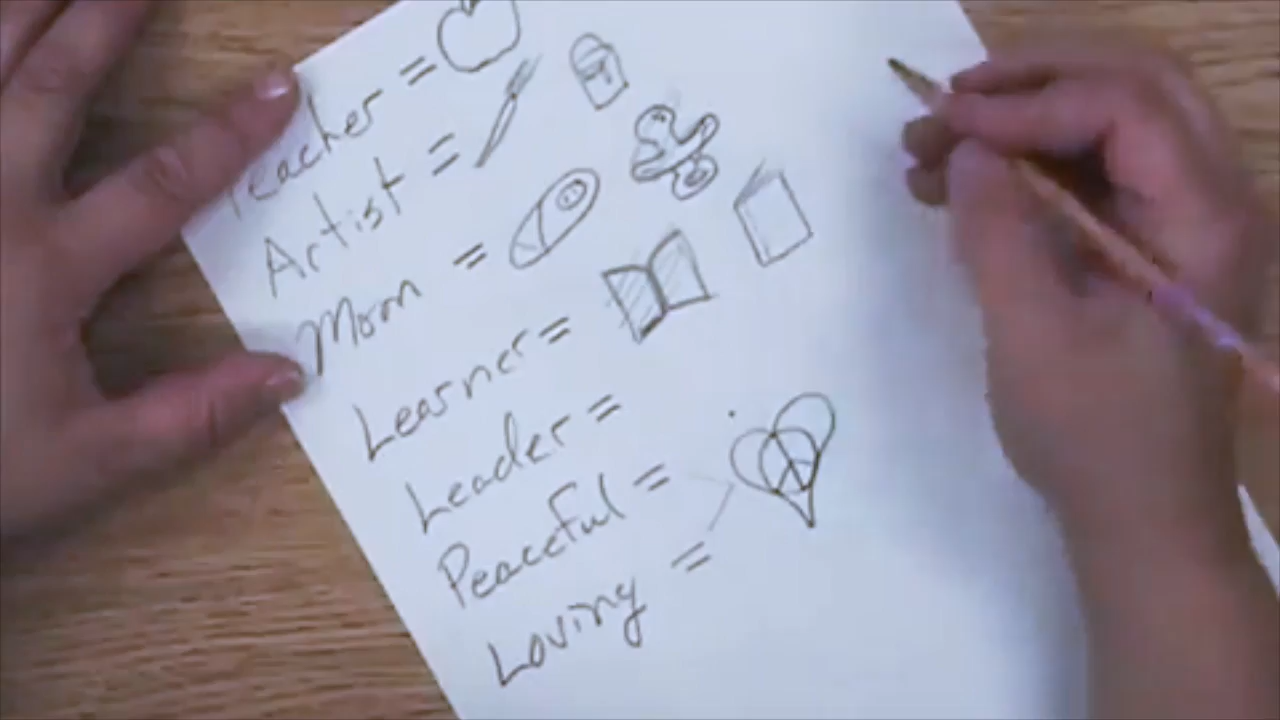 Teacher =
Artist =
Mom =
Learner =
Leader =
Peaceful =
Loving =